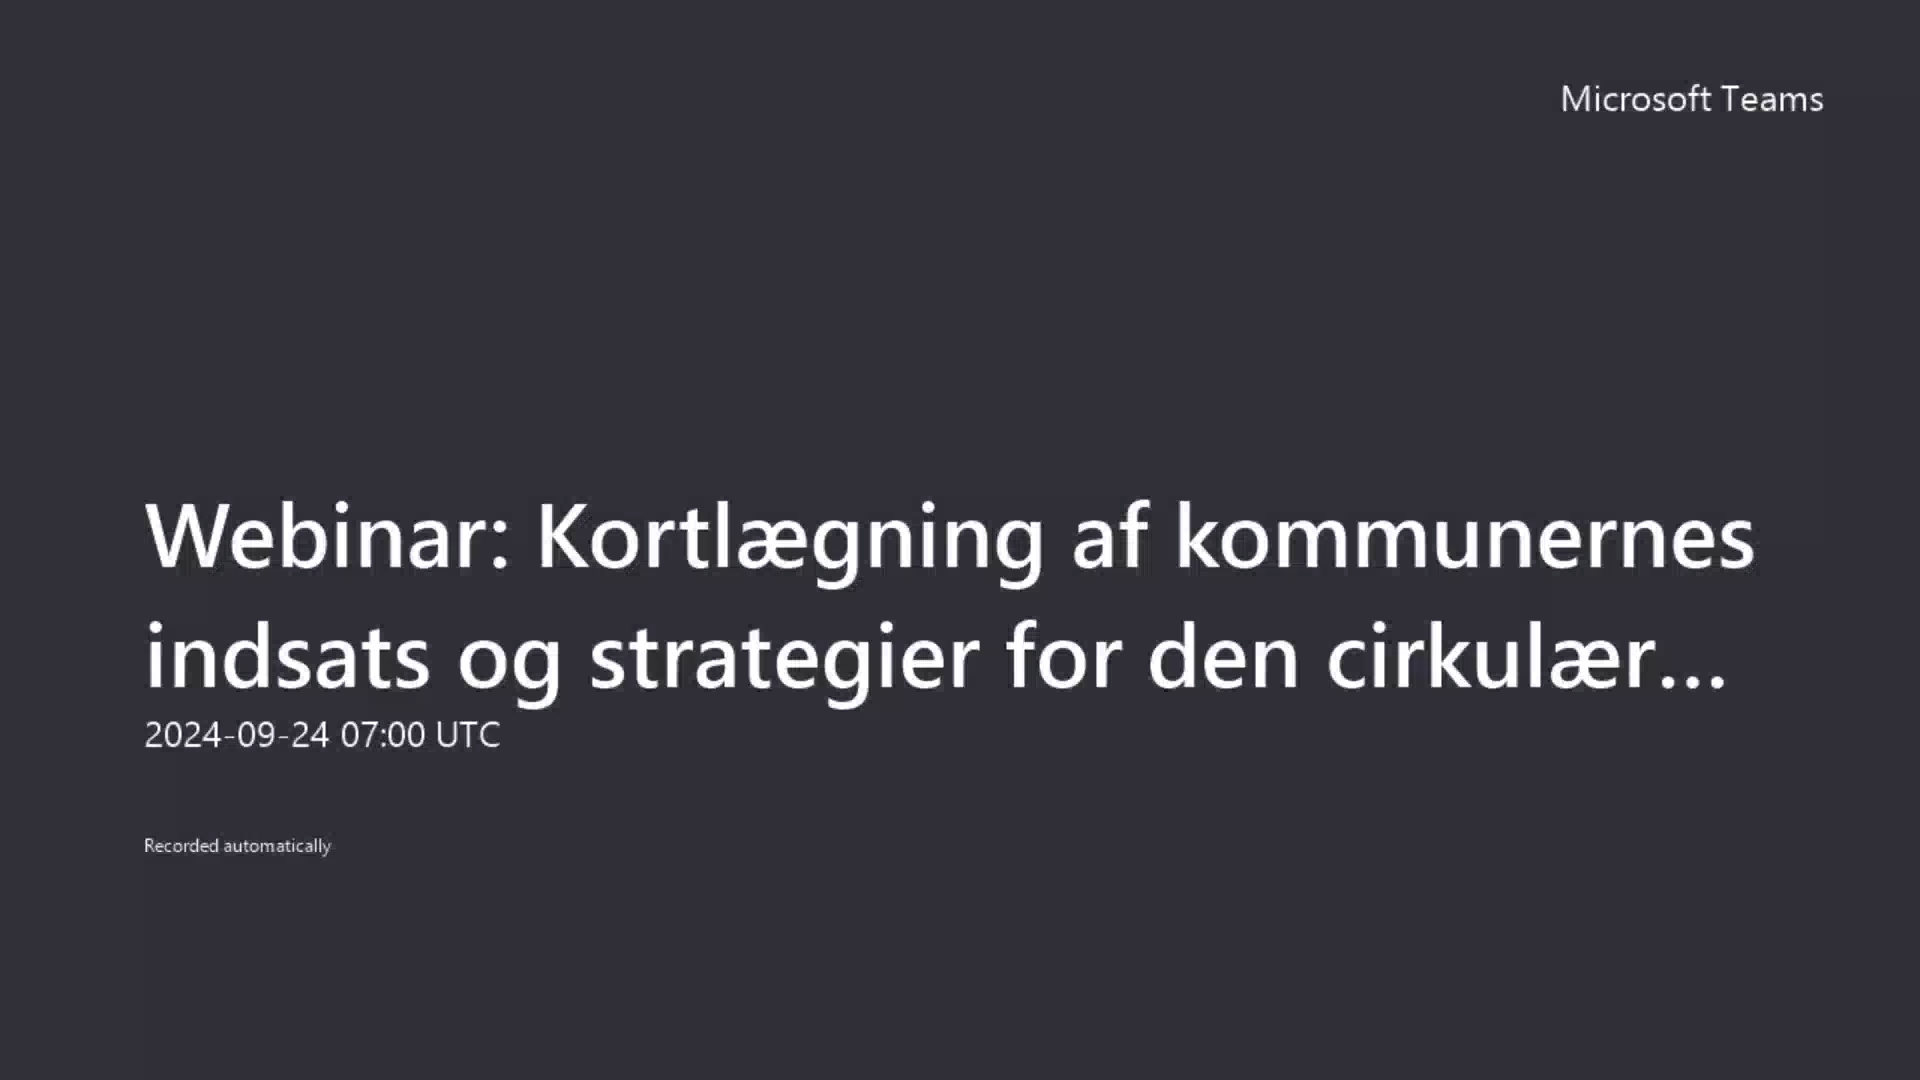 Microsoft Teams
Webinar: Kortlægning af kommunernes
indsats og strategier for den cirkulær...
2024-09-24 07:00 UTC
Recorded automatically